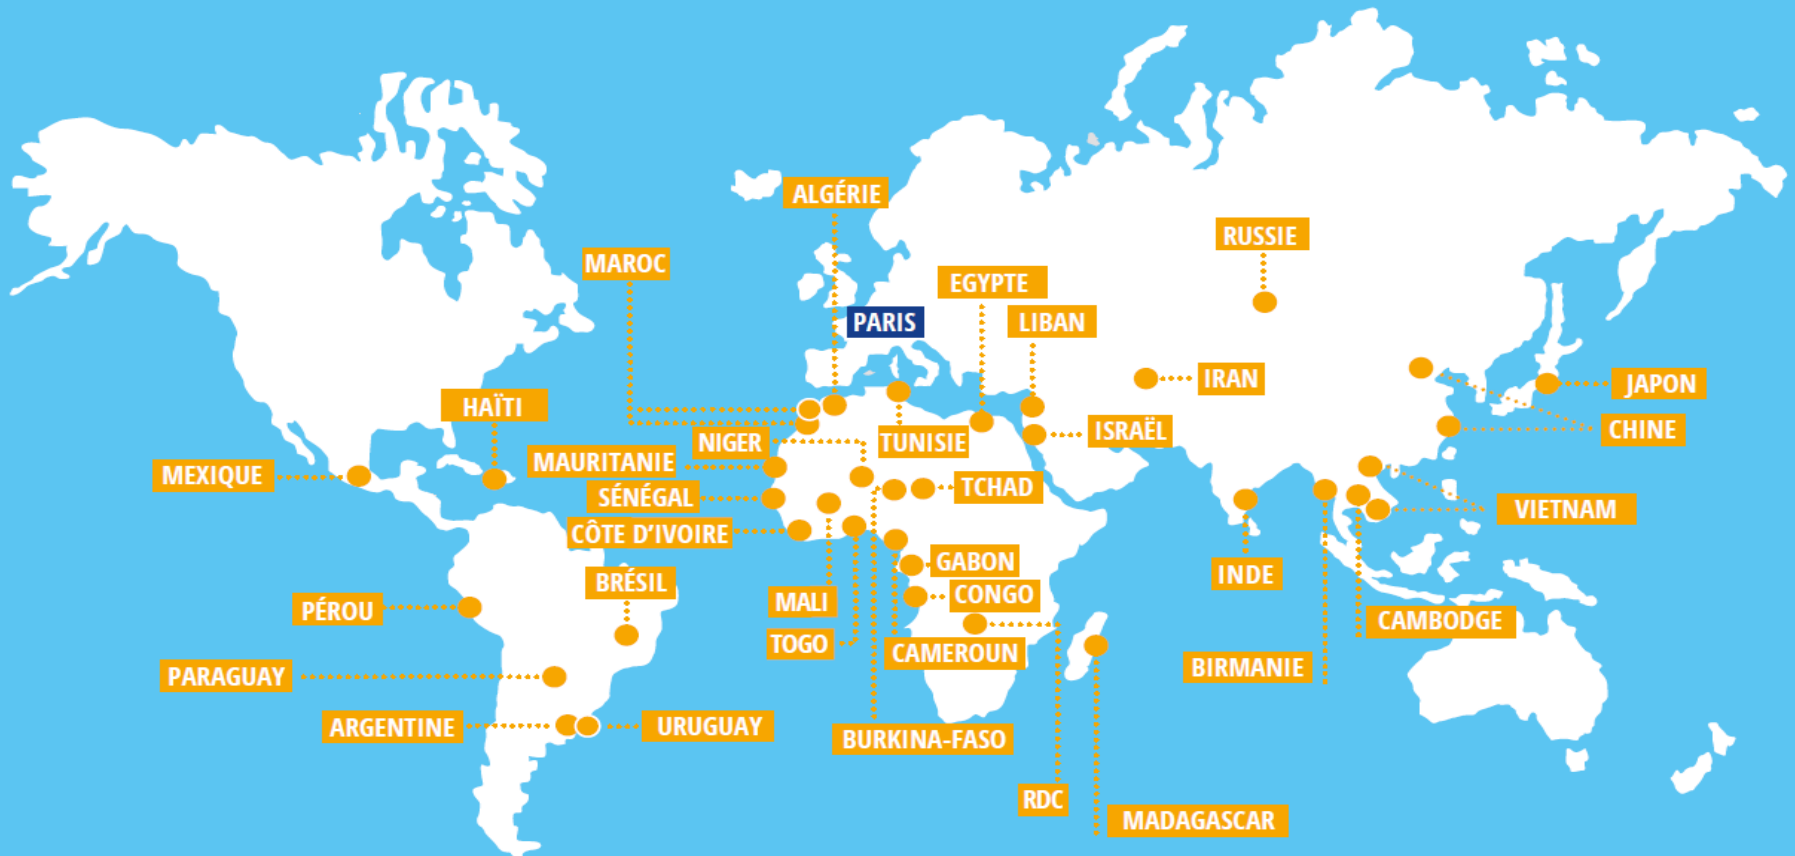 ALGÉRIE
RUSSIE
MAROC
EGYPTE
PARIS
LIBAN
IRAN
JAPON
HAÏTI
CHINE
ISRAËL
NIGER
TUNISIE
MAURITANIE
MEXIQUE
TCHAD
SÉNÉGAL
VIETNAM
CÔTE D'IVOIRE
GABON
INDE
BRÉSIL
CONGO
MALI
PÉROU
CAMBODGE
TOGO
CAMEROUN
BIRMANIE
PARAGUAY
URUGUAY
ARGENTINE
BURKINA-FASO
RDC
MADAGASCAR